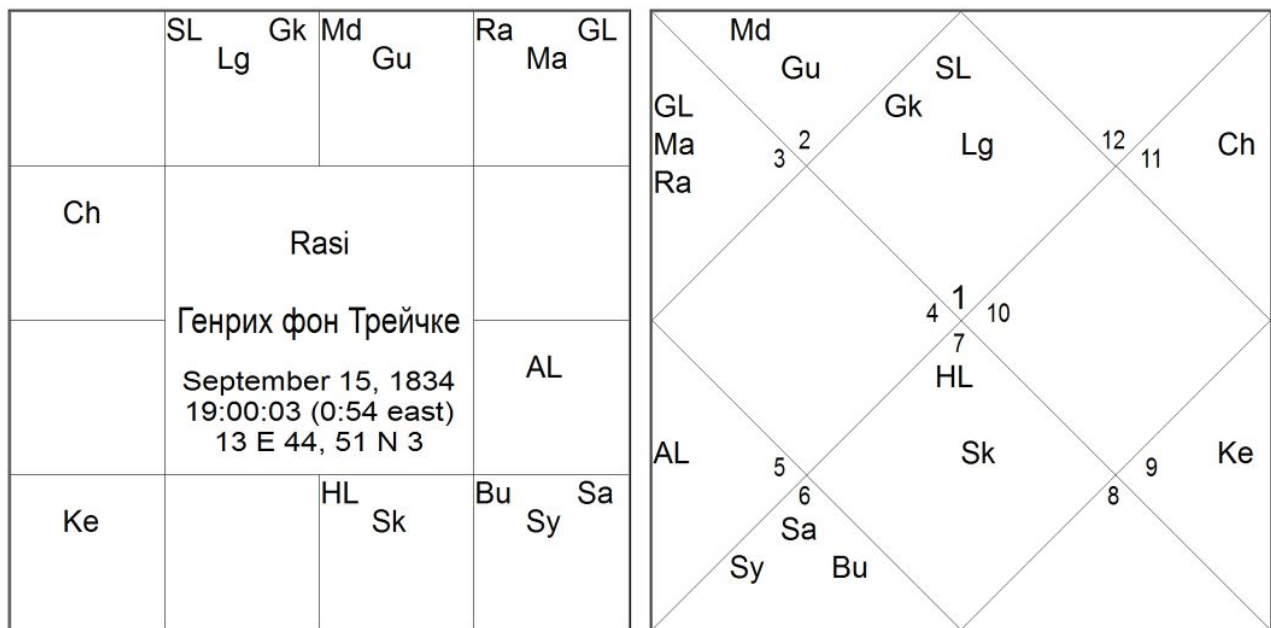 SL Gk Md Ra GL
Lg Gu Ma
Ch
Rasi
Генрих фон Трейчке
September 15, 1834
19:00:03 (0:54 east)
13 E 44, 51 N 3
AL
HL Bu Sa
Ke Sk Sy
Md
Gu SL
GL Gk
Ma Lg Ch
Ra
2 12
3 11
1
4 10
7
HL
AL Sk Ke
5 9
6 8
Sa
Sy Bu